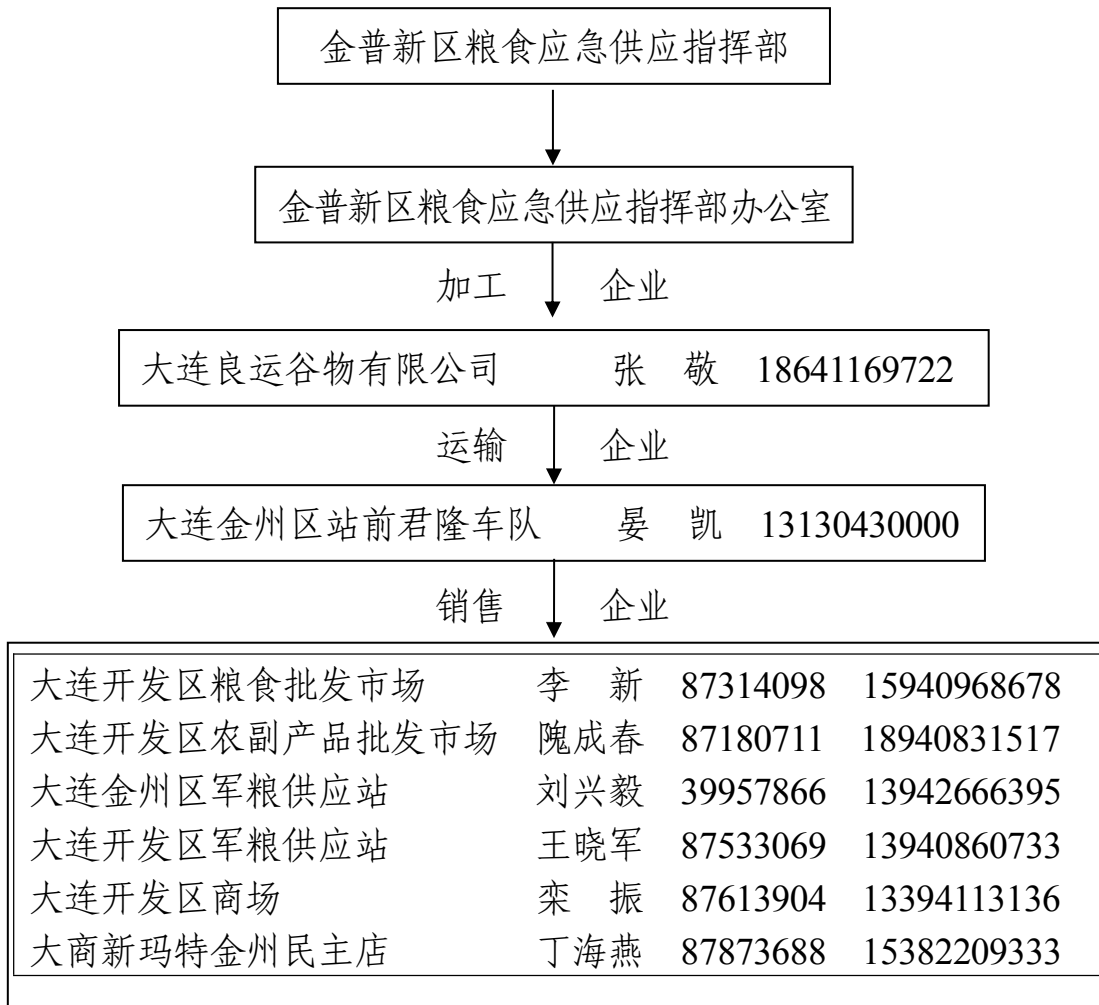 金普新区粮食应急供应指挥部
金普新区粮食应急供应指挥部办公室
加工 企业
大连良运谷物有限公司 张 敬 18641169722
运输 企业
大连金州区站前君隆车队 晏 凯 13130430000
销售 企业
大连开发区粮食批发市场 李 新 87314098 15940968678
大连开发区农副产品批发市场 隗成春 87180711 18940831517
大连金州区军粮供应站 刘兴毅 39957866 13942666395
大连开发区军粮供应站 王晓军 87533069 13940860733
大连开发区商场 栾 振 87613904 13394113136
大商新玛特金州民主店 丁海燕 87873688 15382209333